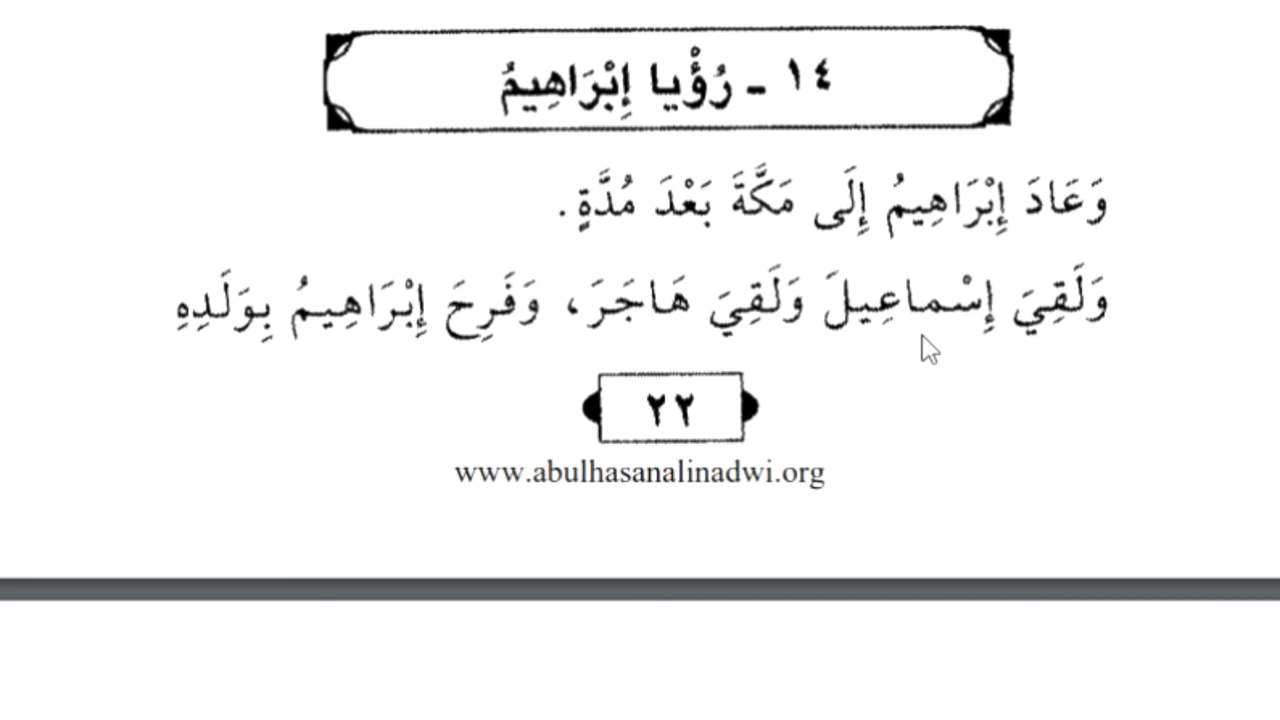 ١٤ ـ رُؤْيا إِبْرَاهِيمُ
وَعَادَ إِبْرَاهِيمُ إِلَى مَكَّةَ بَعْدَ مُدَّةٍ.
وَلَقِيَ إِسْماعِيلَ وَلَقِيَ هَاجَرَ، وَفَرِحَ إِبْرَاهِيمُ بِوَلَدِهِ
٢٢
www.abulhasanalinadwi.org